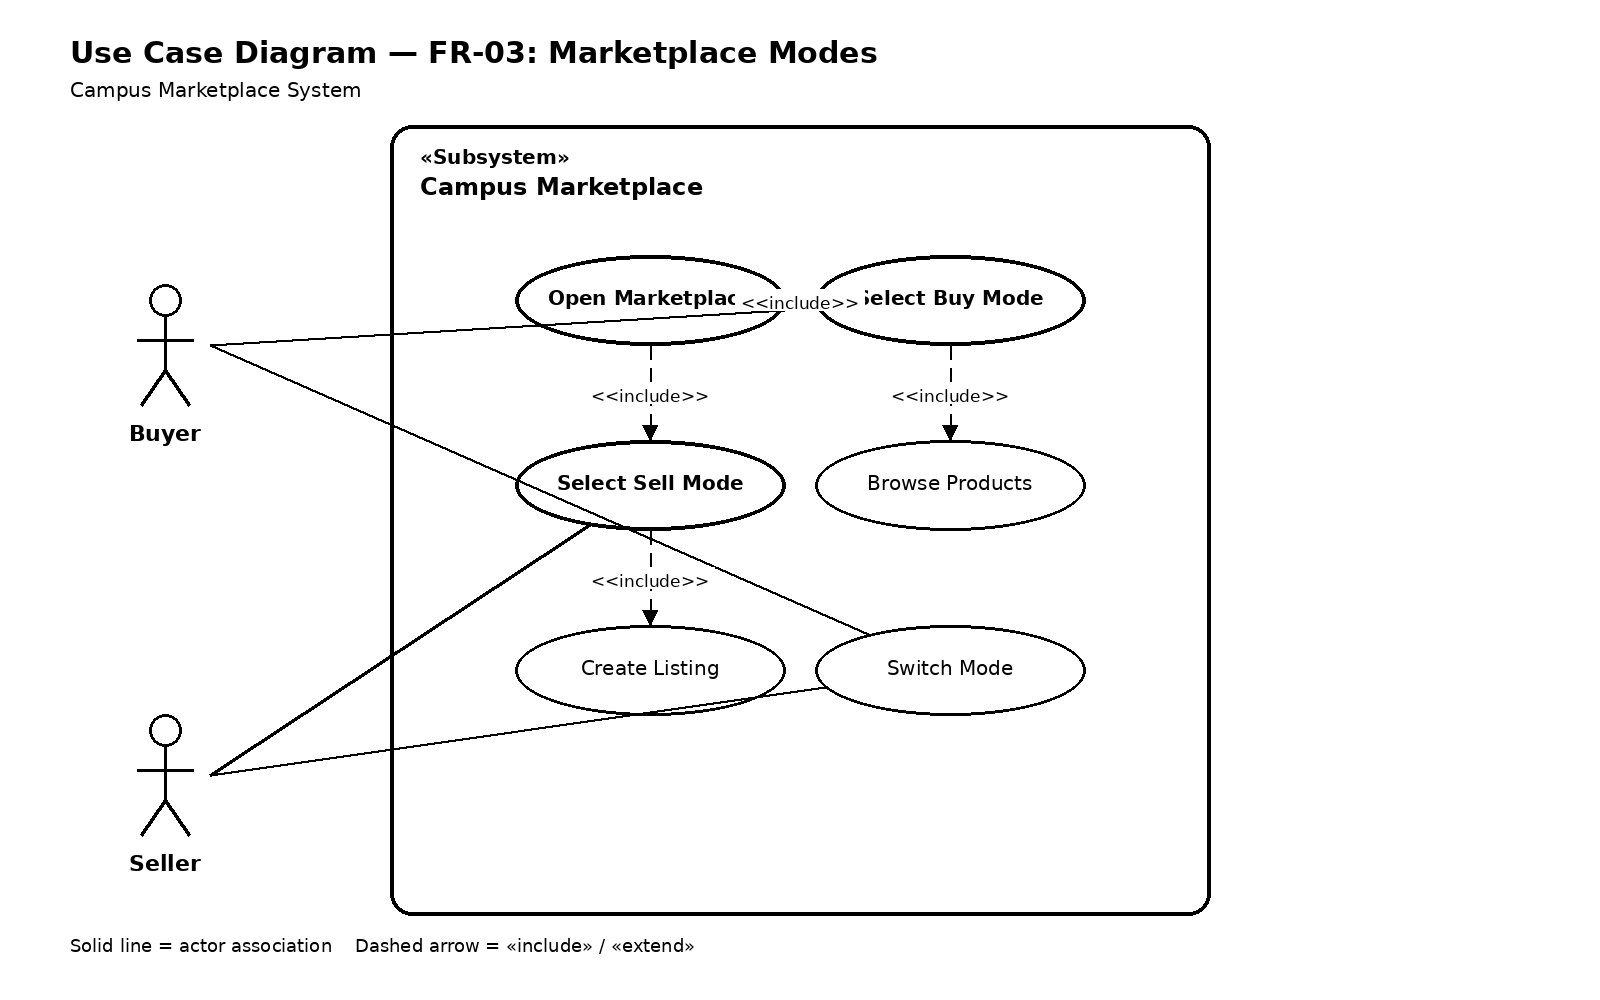 Use Case Diagram — FR-03: Marketplace Modes
Campus Marketplace System
«Subsystem»
Campus Marketplace
Open Marketplac
<<include>>
Select Buy Mode
Buyer
<<include>>
<<include>>
Select Sell Mode
Browse Products
<<include>>
Create Listing
Switch Mode
Seller
Solid line = actor association    Dashed arrow = «include» / «extend»